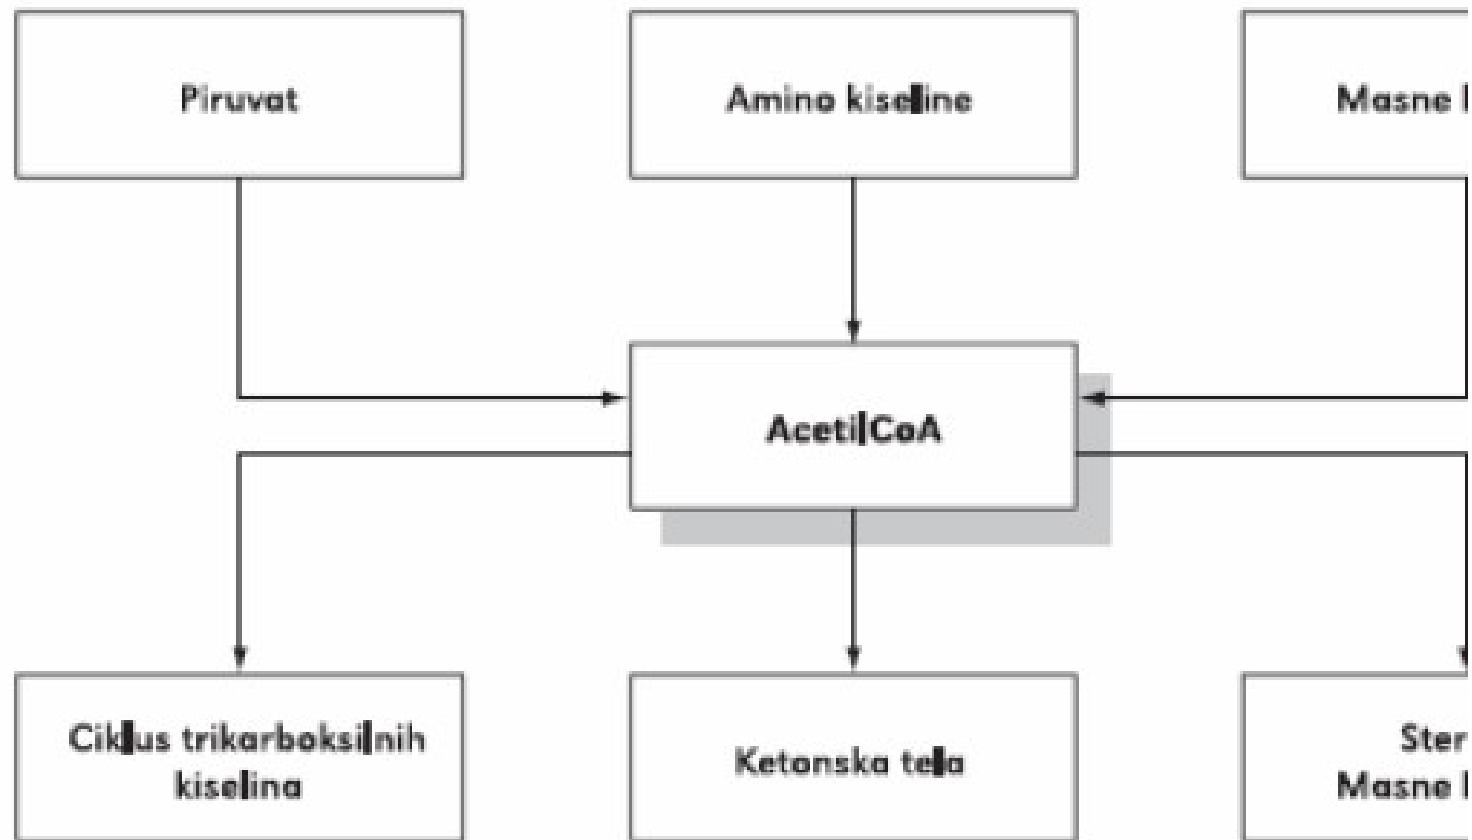 Piruvat
Amino kiseline
Masne
AcetilCoA
Ciklus trikarboksilnih
kiselina
Ketonska tela
Masne